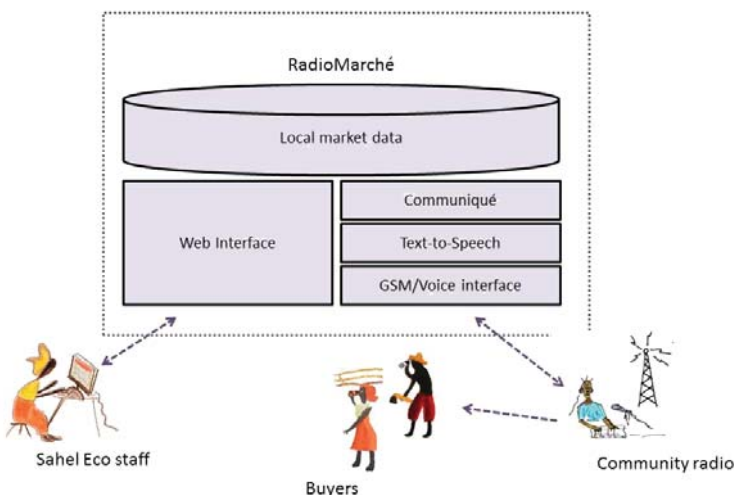 RadioMarché
Local market data
Web Interface
Communiqué
Text-to-Speech
GSM/Voice interface
Sahel Eco staff
Buyers
Community radio